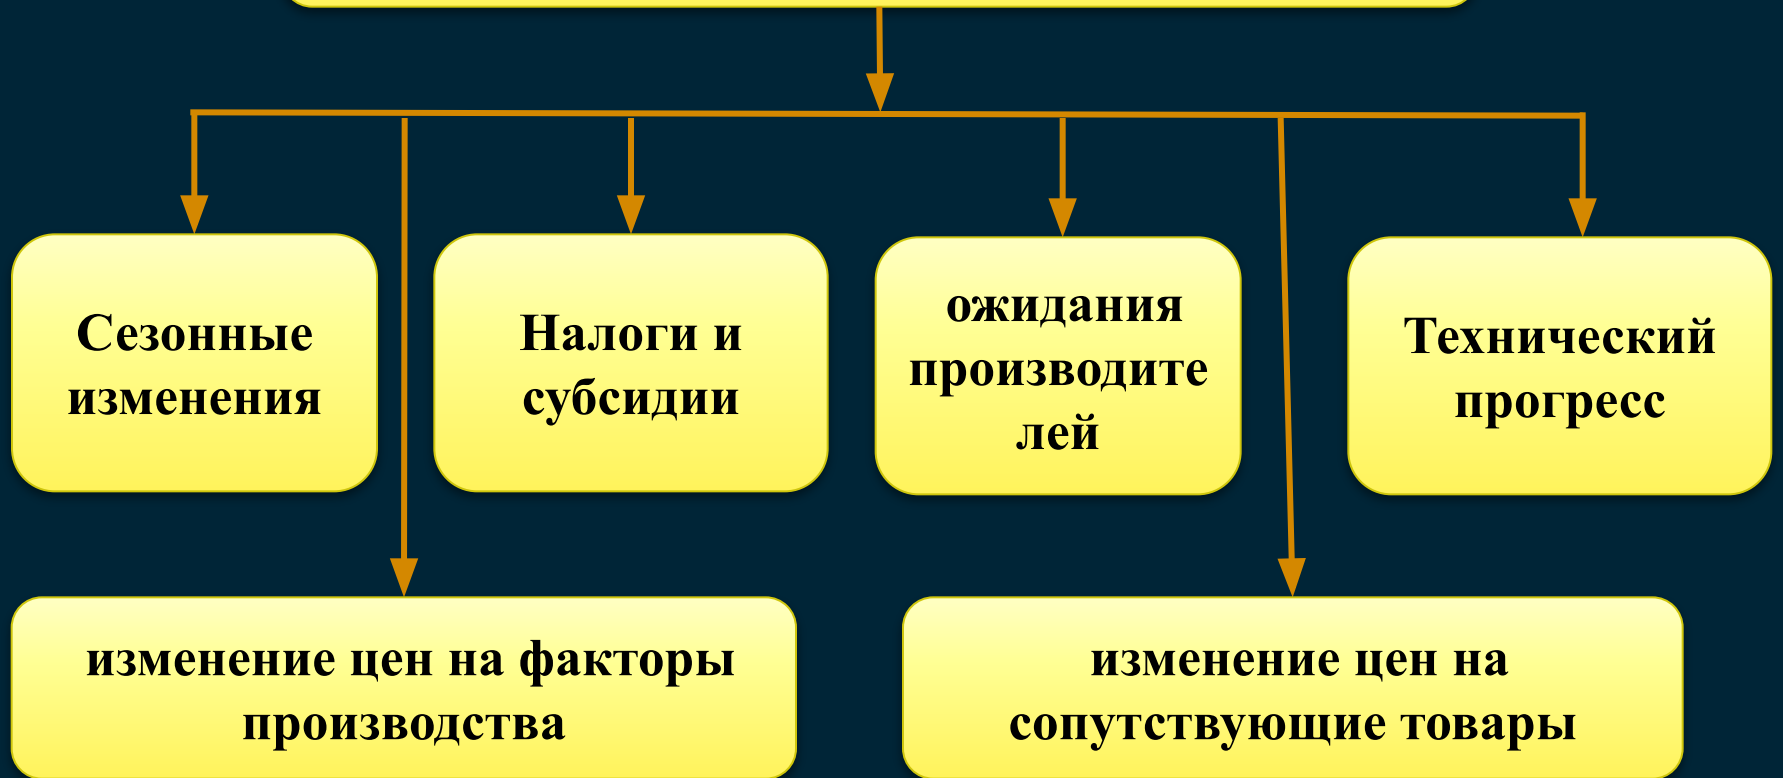 Сезонные
изменения
Налоги и
субсидии
ожидания
производите
лей
Технический
прогресс
изменение цен на факторы
производства
изменение цен на
сопутствующие товары